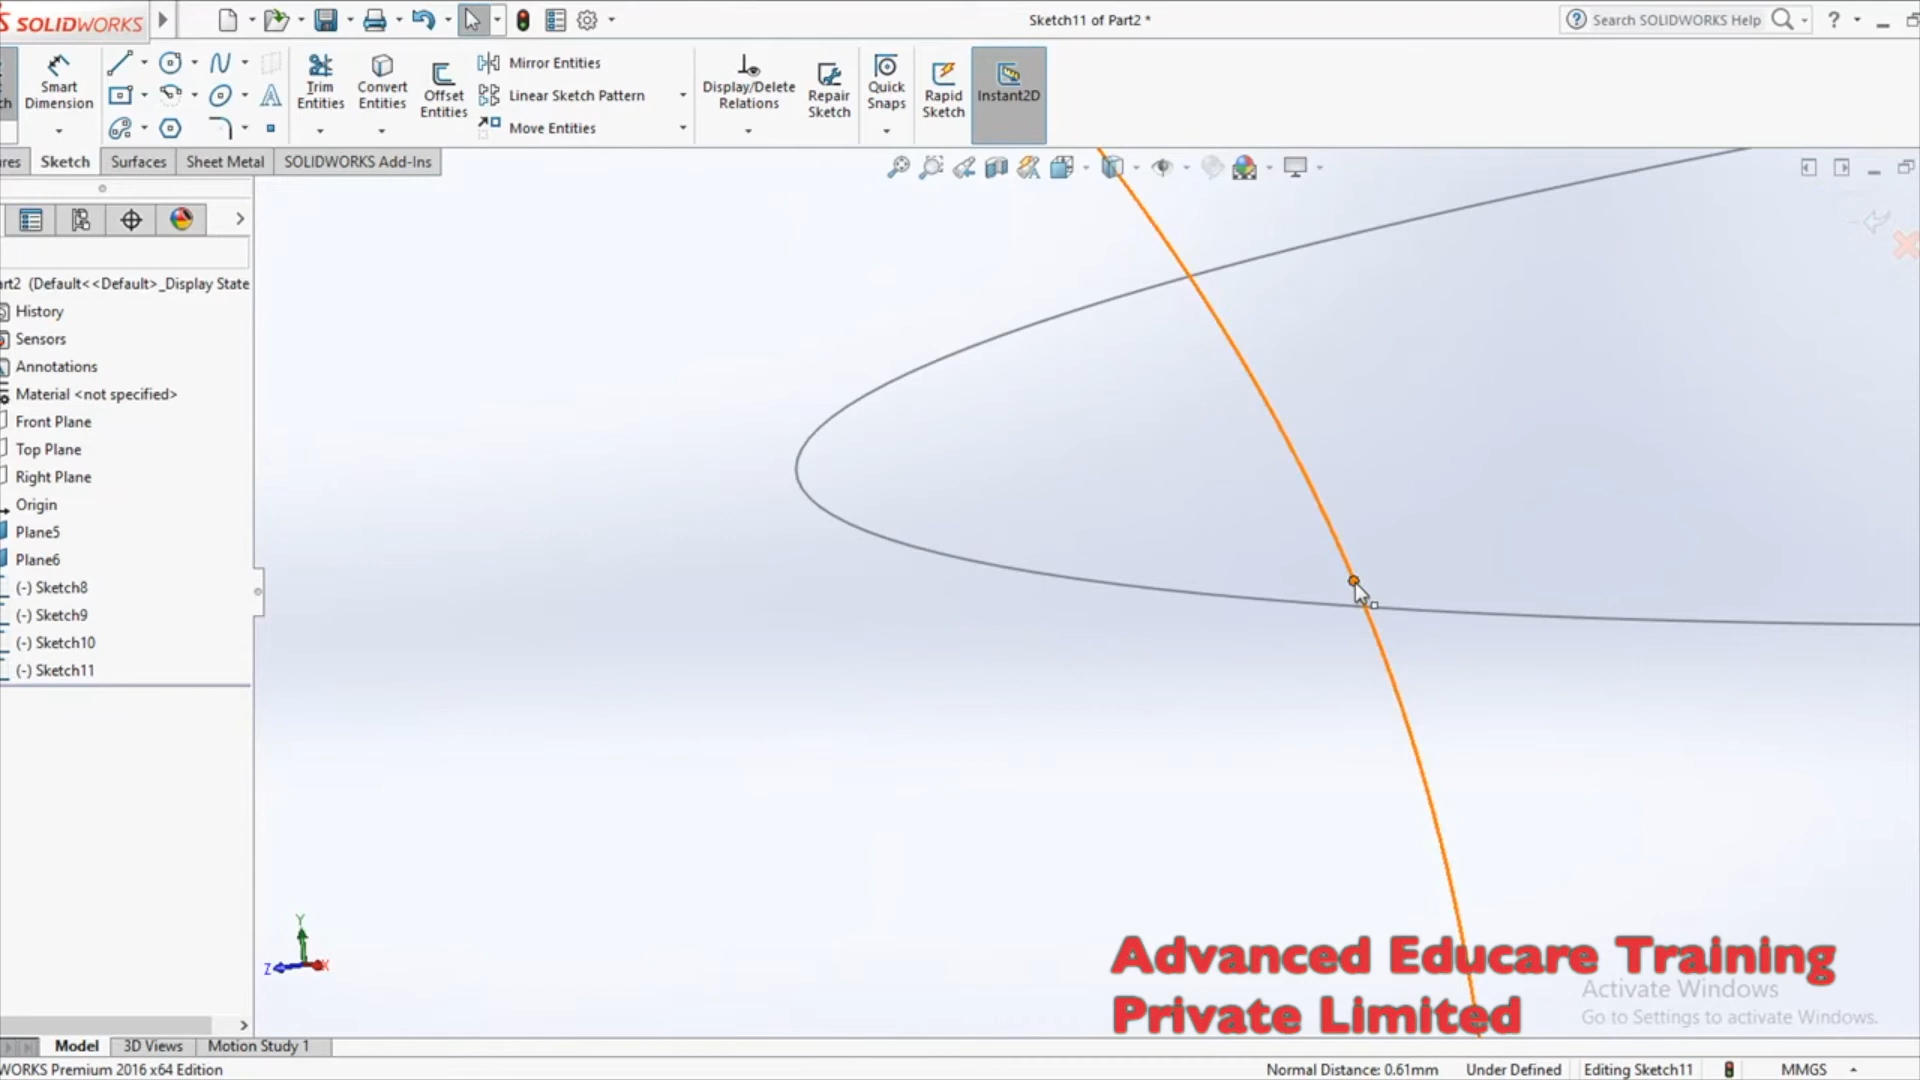 SOLIDWORKS
Sketch11 of Part2 *
Search SOLIDWORKS Help
?
Smart Dimension
Trim Entities
Convert Entities
Offset Entities
Mirror Entities
Linear Sketch Pattern
Move Entities
Display/Delete Relations
Repair Sketch
Quick Snaps
Rapid Sketch
Instant2D
Sketch
Surfaces
Sheet Metal
SOLIDWORKS Add-Ins
art2 (Default<<Default>_Display State
History
Sensors
Annotations
Material <not specified>
Front Plane
Top Plane
Right Plane
Origin
Plane5
Plane6
(-) Sketch8
(-) Sketch9
(-) Sketch10
(-) Sketch11
Y
Z
X
Advanced Educare Training
Private Limited
Activate Windows
Go to Settings to activate Windows.
Model
3D Views
Motion Study 1
WORKS Premium 2016 x64 Edition
Normal Distance: 0.61mm
Under Defined
Editing Sketch11
MMGS